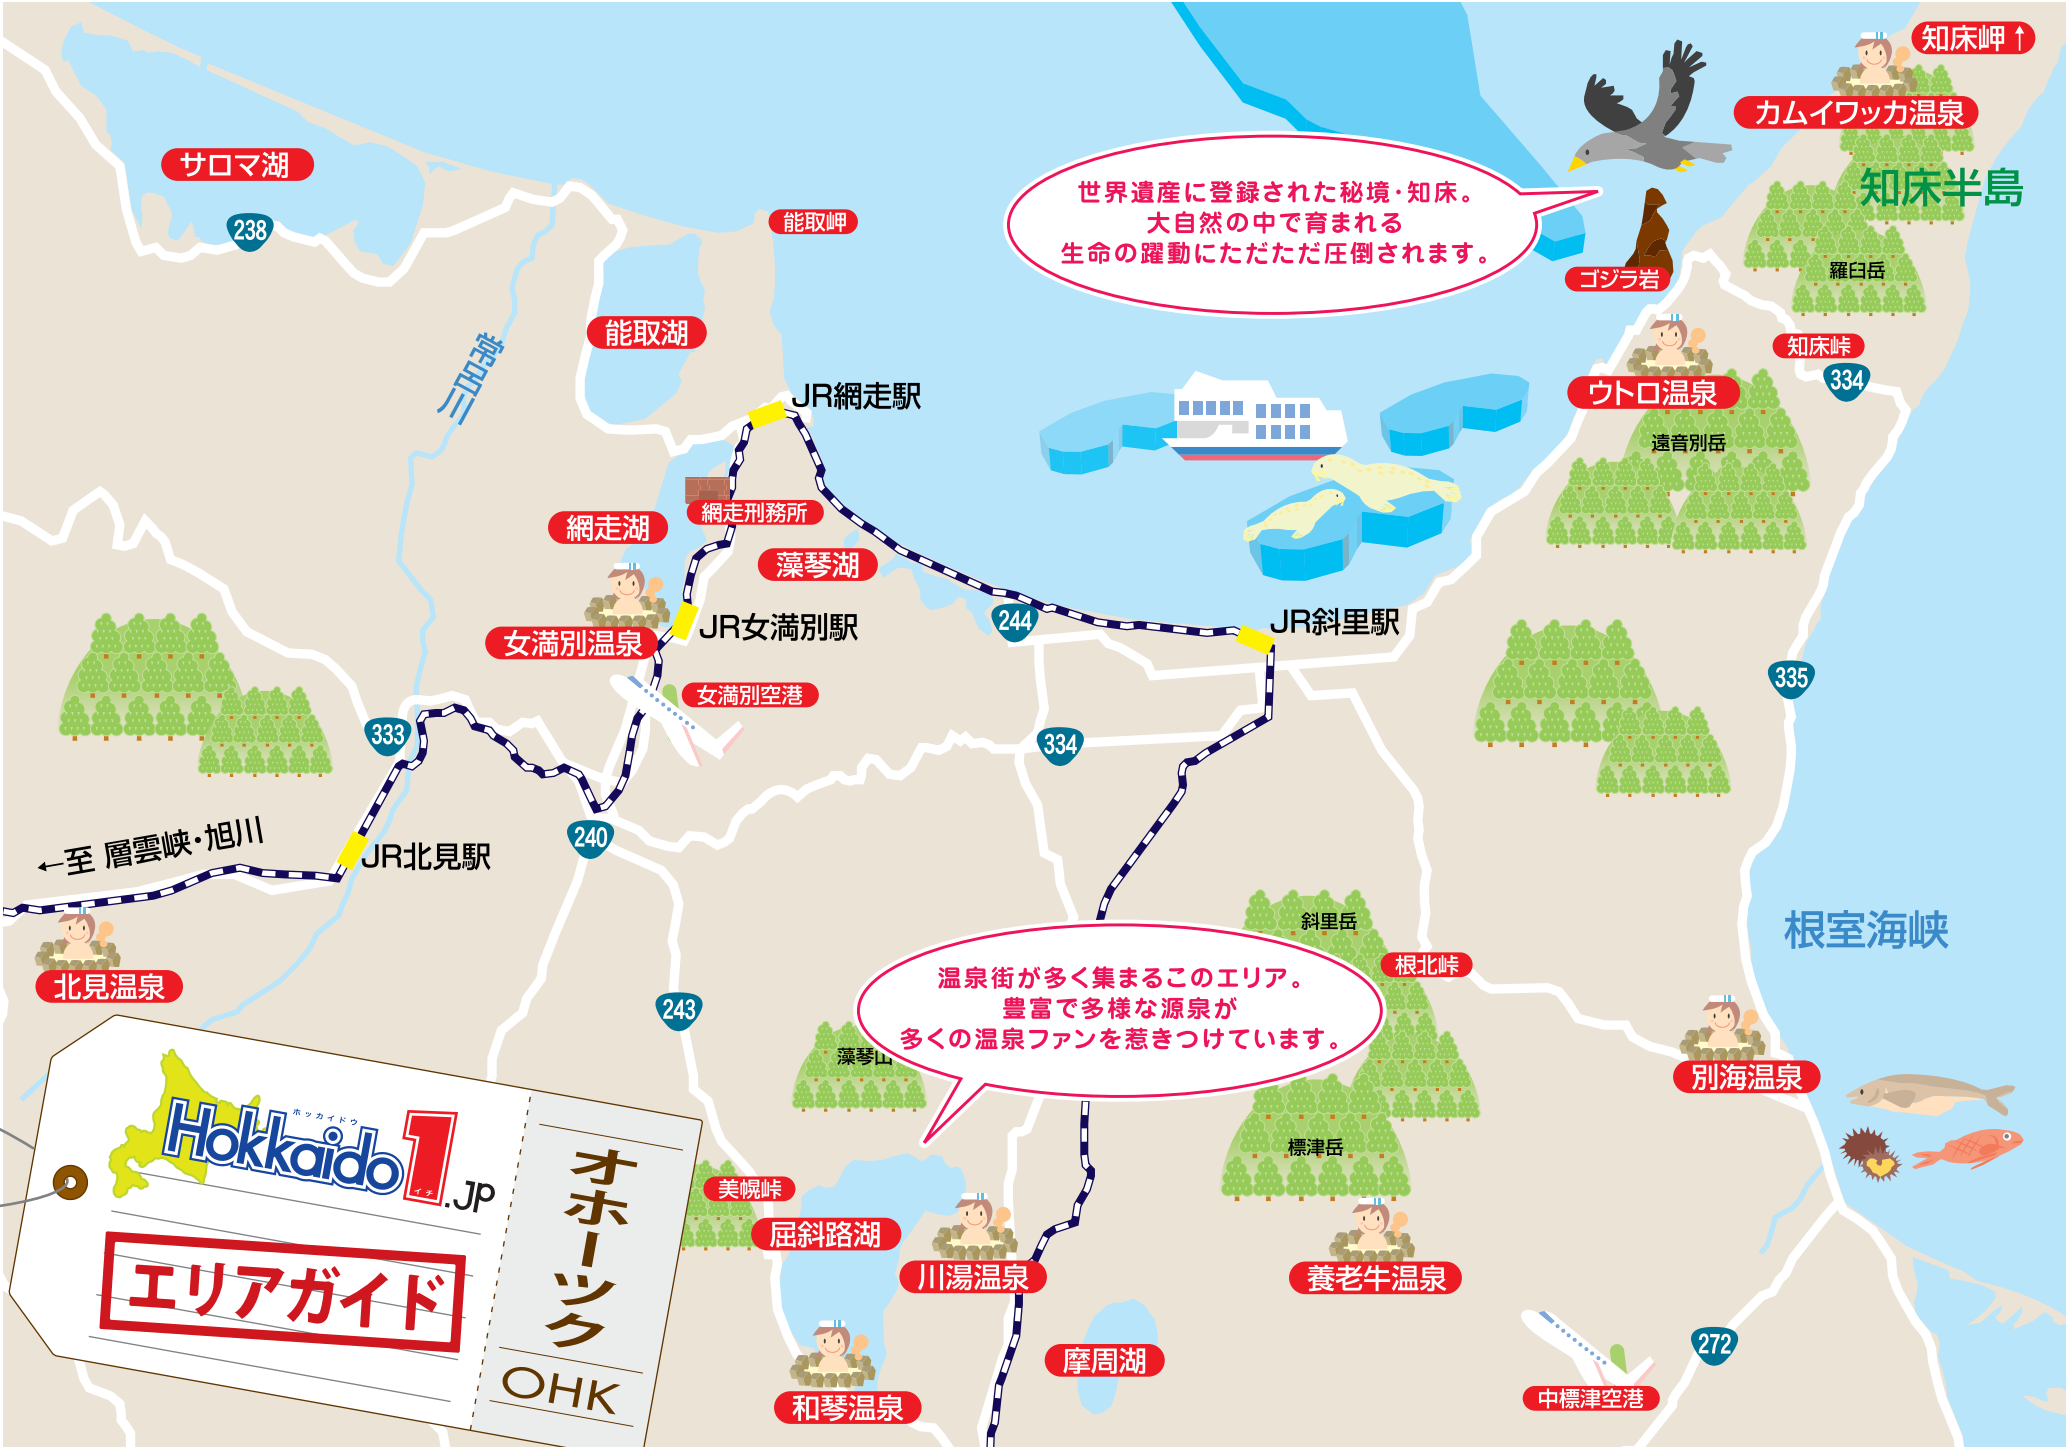 知床岬↑
カムイワッカ温泉
知床半島
サロマ湖
238
能取岬
世界遺産に登録された秘境・知床。
大自然の中で育まれる
生命の躍動にただただ圧倒されます。
ゴジラ岩
羅臼岳
能取湖
知床峠
334
常呂川
JR網走駅
ウトロ温泉
遠音別岳
網走刑務所
網走湖
藻琴湖
244
JR斜里駅
JR女満別駅
女満別温泉
女満別空港
335
333
334
240
←至 層雲峡・旭川
JR北見駅
斜里岳
根室海峡
根北峠
北見温泉
温泉街が多く集まるこのエリア。
豊富で多様な源泉が
多くの温泉ファンを惹きつけています。
243
藻琴山
別海温泉
標津岳
美幌峠
屈斜路湖
川湯温泉
養老牛温泉
摩周湖
272
中標津空港
和琴温泉
ホッカイドウ
Hokkaido1.JP
イチ
エリアガイド
オホーツク
OHK